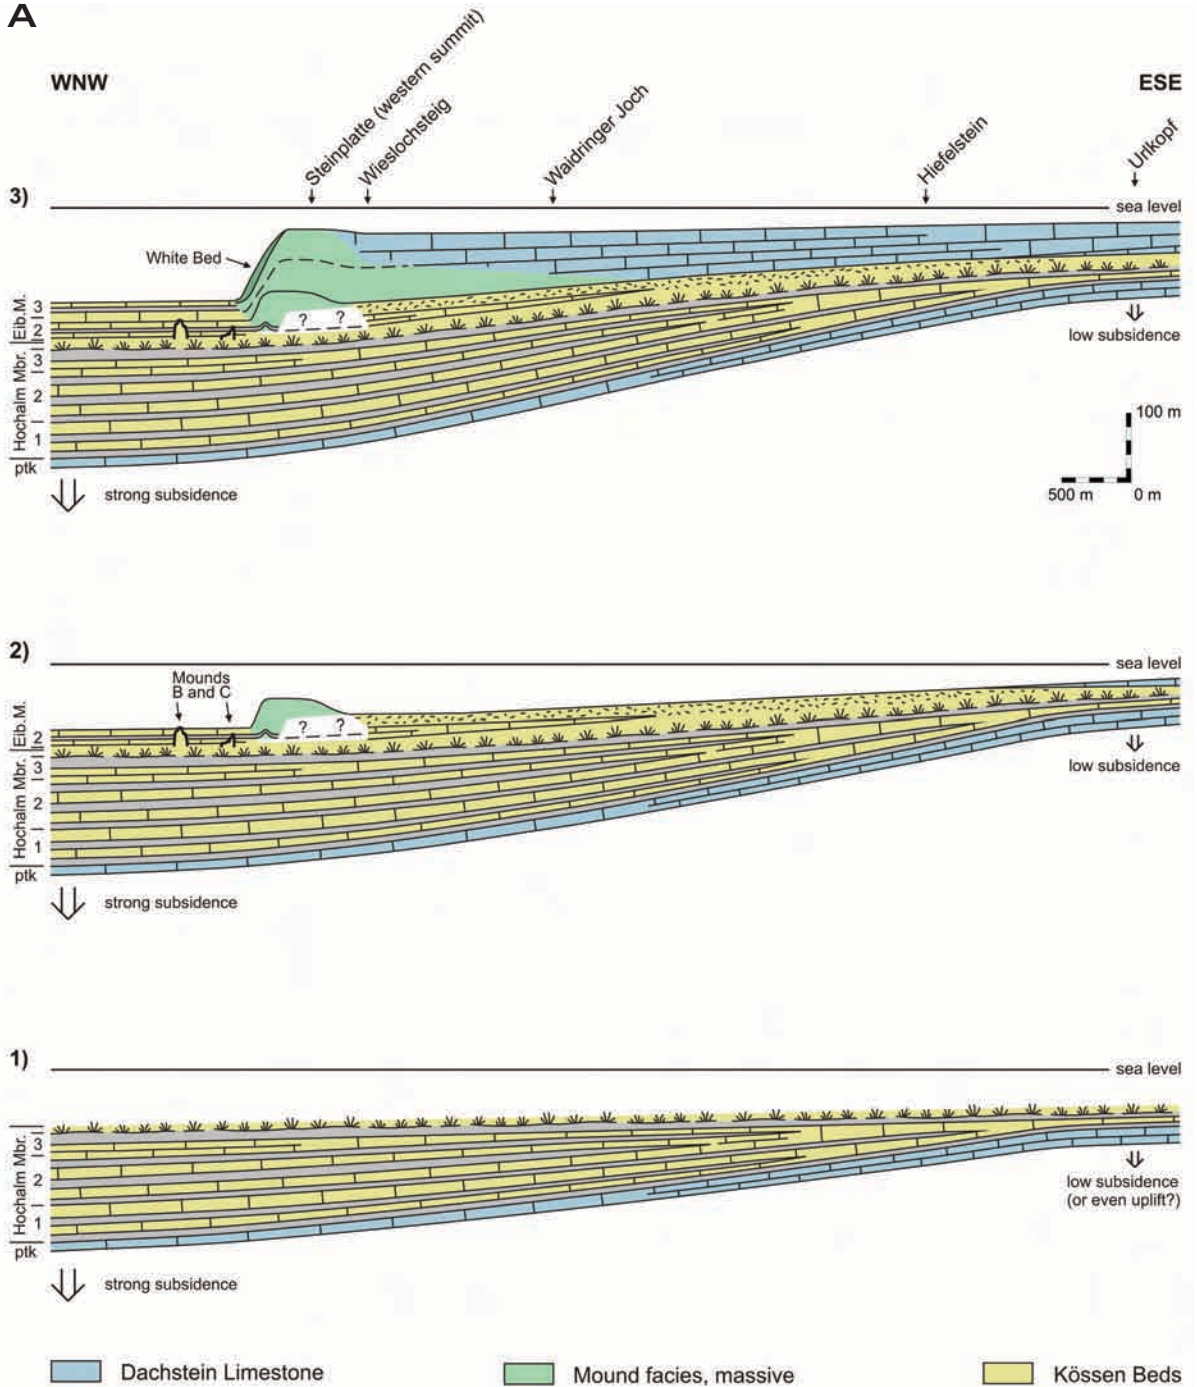 A
WNW
ESE
Steinplatte (western summit)
Wieslochsteig
Waidringer Joch
Hiefelstein
Urlkopf
3)
sea level
White Bed
Eib.M.
3
2
? ?
low subsidence
Hochalm Mbr.
3
2
1
ptk
100 m
500 m
0 m
strong subsidence
2)
sea level
Mounds
B and C
Eib.M.
2
? ?
low subsidence
Hochalm Mbr.
3
2
1
ptk
strong subsidence
1)
sea level
Hochalm Mbr.
3
2
1
ptk
low subsidence
(or even uplift?)
strong subsidence
Dachstein Limestone
Mound facies, massive
Kössen Beds